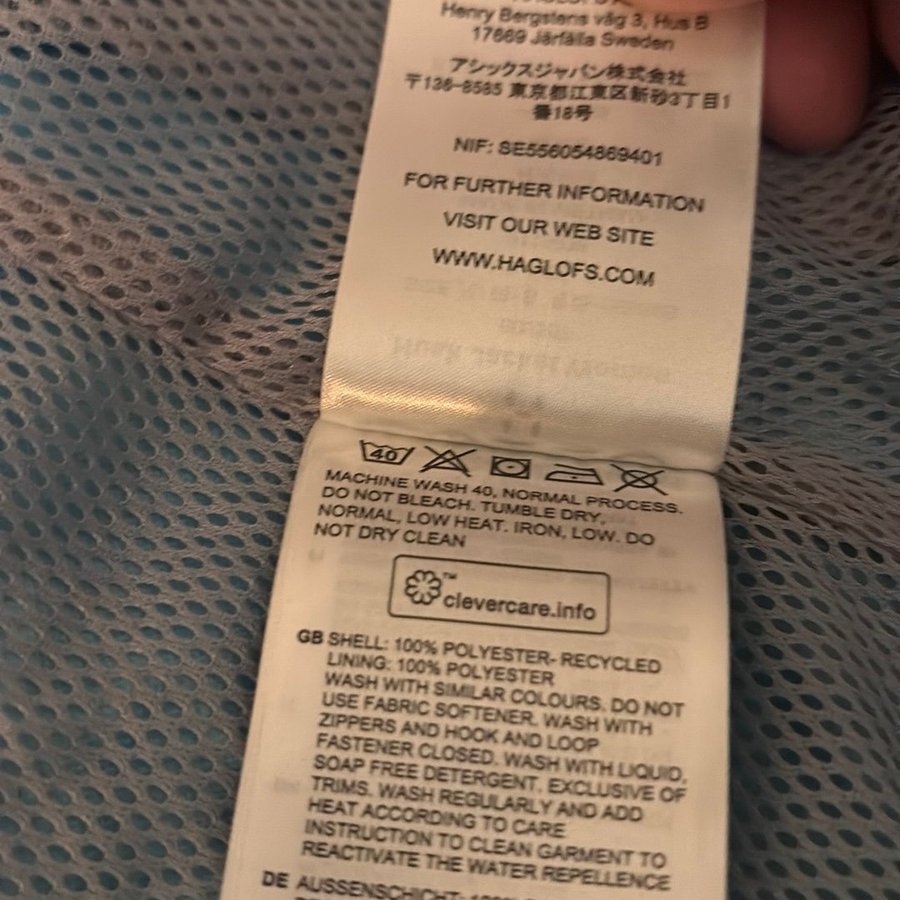 Henry Bergstens väg 3, Hus B
17669 Järfälla Sweden
アシックスジャパン株式会社
〒136-8585 東京都江東区新砂3丁目1
番18号
NIF: SE556054869401
FOR FURTHER INFORMATION
VISIT OUR WEB SITE
WWW.HAGLOFS.COM
40
MACHINE WASH 40, NORMAL PROCESS.
DO NOT BLEACH. TUMBLE DRY,
NORMAL, LOW HEAT. IRON, LOW. DO
NOT DRY CLEAN
™
clevercare.info
GB SHELL: 100% POLYESTER- RECYCLED
LINING: 100% POLYESTER
WASH WITH SIMILAR COLOURS. DO NOT
USE FABRIC SOFTENER. WASH WITH
ZIPPERS AND HOOK AND LOOP
FASTENER CLOSED. WASH WITH LIQUID,
SOAP FREE DETERGENT. EXCLUSIVE OF
TRIMS. WASH REGULARLY AND ADD
HEAT ACCORDING TO CARE
INSTRUCTION TO CLEAN GARMENT TO
REACTIVATE THE WATER REPELLENCE
DE AUSSENSCHICHT: 100%